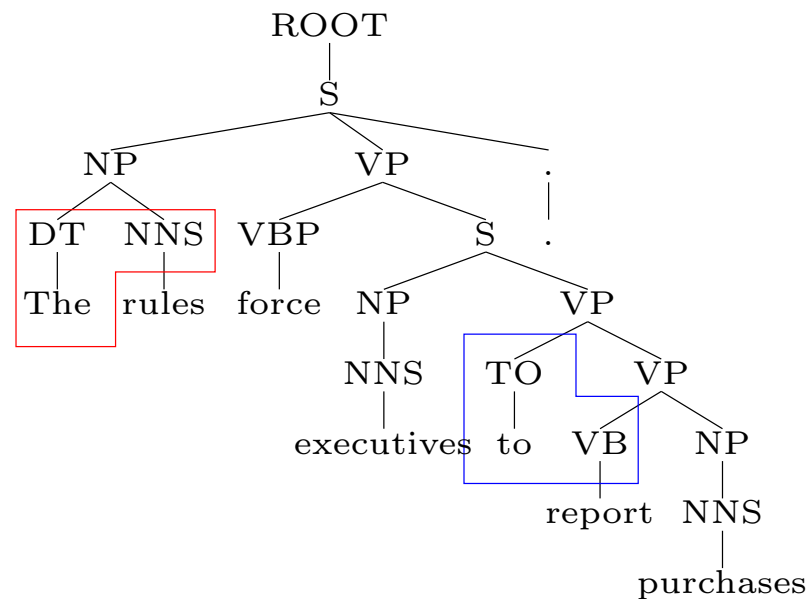 ROOT
S
NP VP .
DT NNS VBP S .
The rules force NP VP
NNS TO VP
executives to VB NP
report NNS
purchases